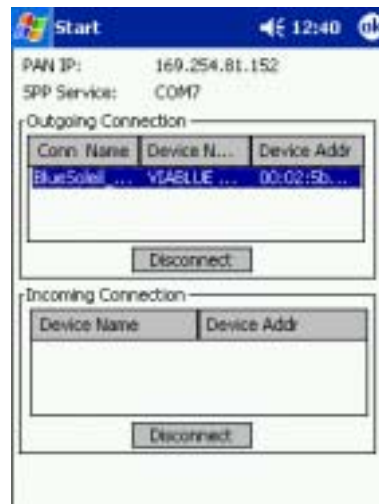 Start 12:40 ok
PAN IP: 169.254.81.152
SPP Service: COM7
Outgoing Connection
Conn Name Device N... Device Addr
BlueSoleil_... VIABLUE ... 00:02:5b...
Disconnect
Incoming Connection
Device Name Device Addr
Disconnect